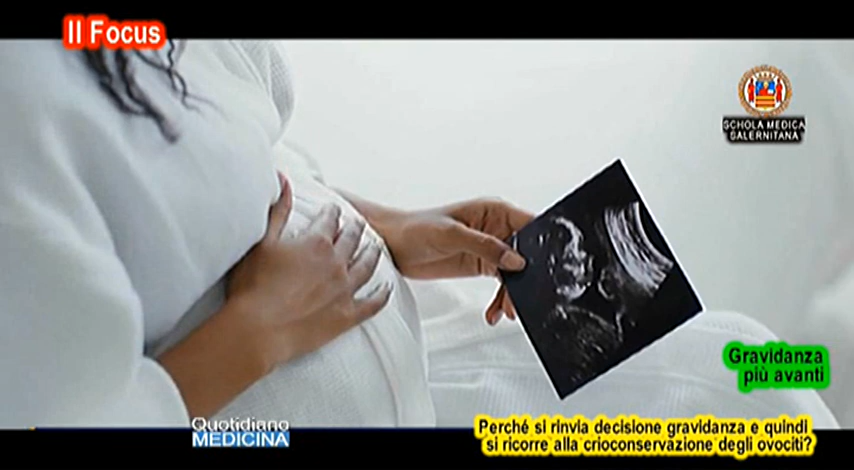 Il Focus
SCHOLA MEDICA
SALERNITANA
Gravidanza
più avanti
Quotidiano
MEDICINA
Perché si rinvia decisione gravidanza e quindi
si ricorre alla crioconservazione degli ovociti?